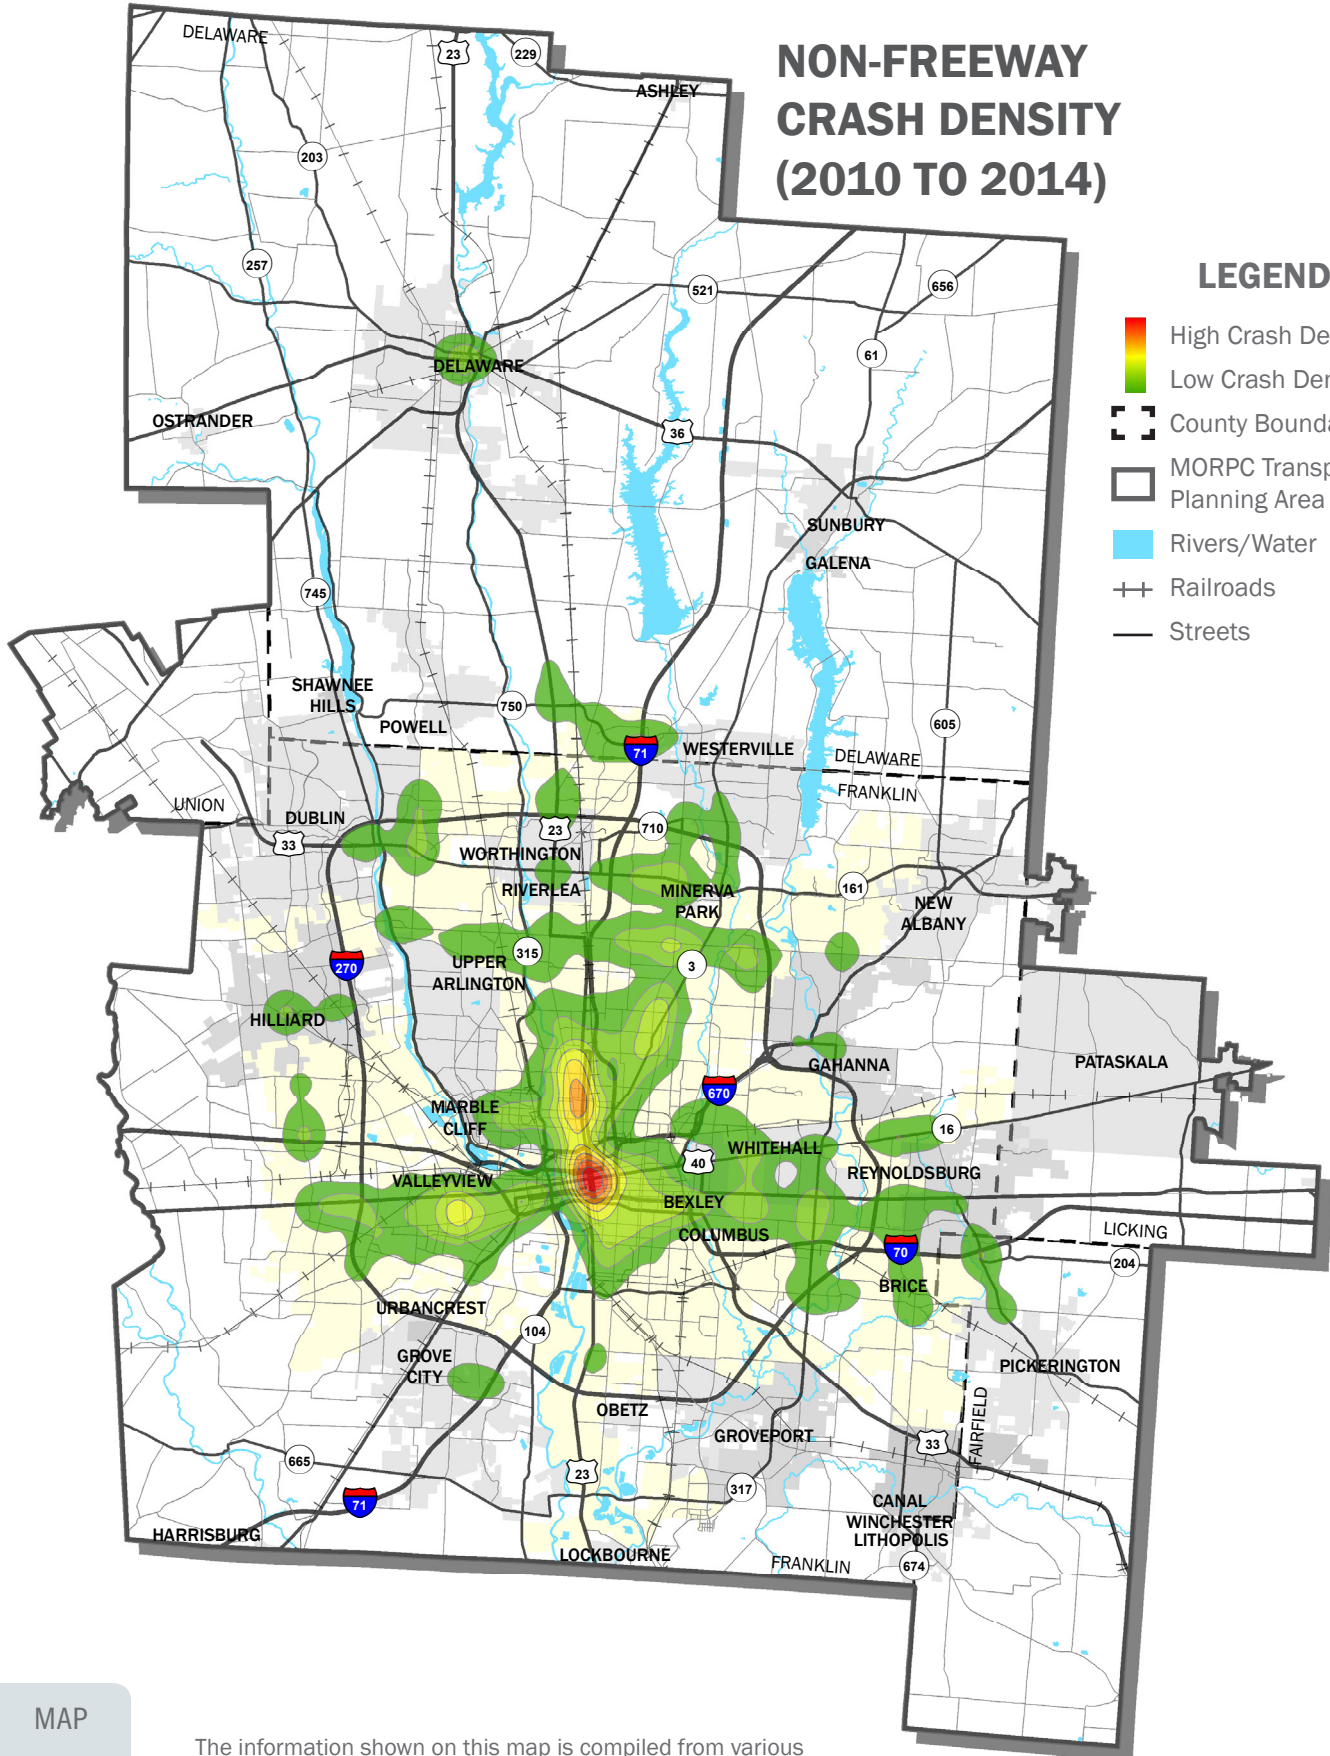 NON-FREEWAY
CRASH DENSITY
(2010 TO 2014)
LEGEND
High Crash De
Low Crash Den
County Bounda
MORPC Transp
Planning Area
Rivers/Water
Railroads
Streets
DELAWARE
23
229
ASHLEY
203
257
521
656
61
DELAWARE
OSTRANDER
36
SUNBURY
GALENA
745
SHAWNEE
HILLS
750
POWELL
605
71
WESTERVILLE
DELAWARE
FRANKLIN
UNION
DUBLIN
33
23
710
WORTHINGTON
RIVERLEA
MINERVA
PARK
161
NEW
ALBANY
315
UPPER
ARLINGTON
270
3
HILLIARD
GAHANNA
PATASKALA
670
MARBLE
CLIFF
16
WHITEHALL
40
REYNOLDSBURG
VALLEYVIEW
BEXLEY
COLUMBUS
LICKING
70
204
BRICE
URBANCREST
104
GROVE
CITY
PICKERINGTON
OBETZ
GROVEPORT
FAIRFIELD
33
665
23
317
71
CANAL
WINCHESTER
LITHOPOLIS
HARRISBURG
LOCKBOURNE
FRANKLIN
674
MAP
The information shown on this map is compiled from various